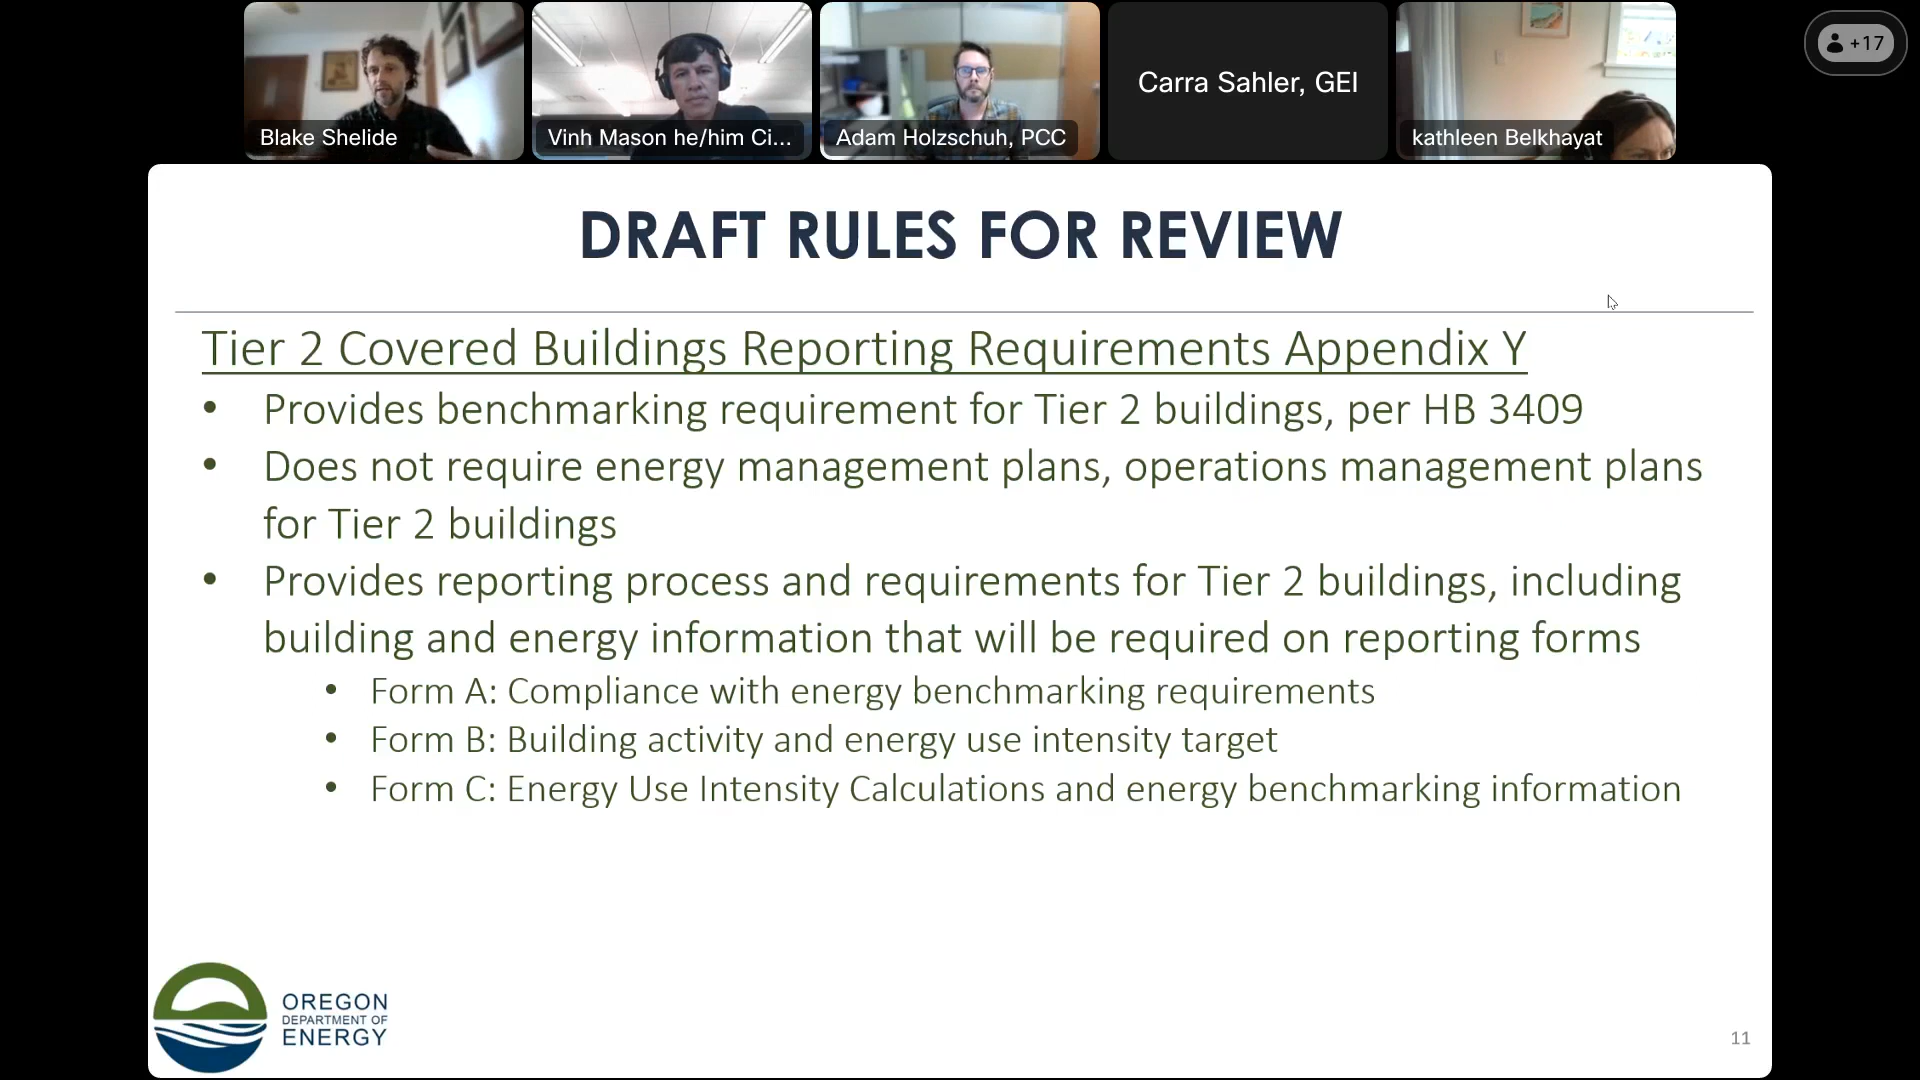 Blake Shelide
Vinh Mason he/him Ci...
Adam Holzschuh, PCC
Carra Sahler, GEI
kathleen Belkhayat
+17
DRAFT RULES FOR REVIEW
Tier 2 Covered Buildings Reporting Requirements Appendix Y
• Provides benchmarking requirement for Tier 2 buildings, per HB 3409
• Does not require energy management plans, operations management plans
for Tier 2 buildings
• Provides reporting process and requirements for Tier 2 buildings, including
building and energy information that will be required on reporting forms
• Form A: Compliance with energy benchmarking requirements
• Form B: Building activity and energy use intensity target
• Form C: Energy Use Intensity Calculations and energy benchmarking information
OREGON
DEPARTMENT OF
ENERGY
11